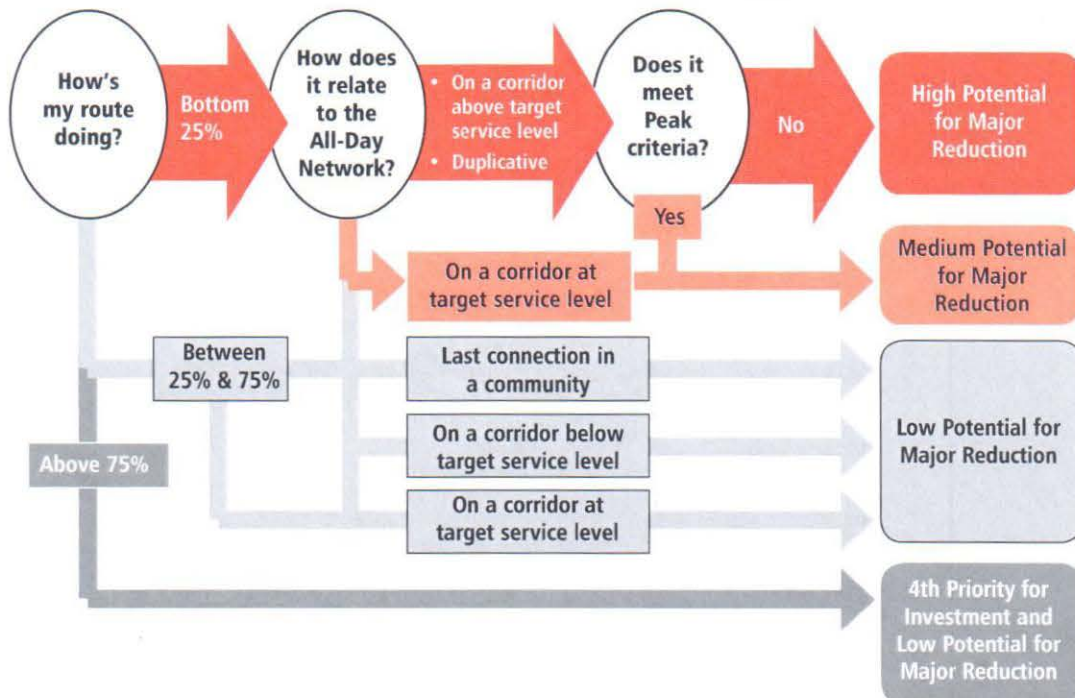 How's
my route
doing?
Bottom
25%
How does
it relate
to the
All-Day
Network?
• On a
corridor
above target
service level
• Duplicative
Does it
meet
Peak
criteria?
No
High Potential
for Major
Reduction
Yes
On a corridor at
target service level
Medium Potential
for Major
Reduction
Between
25% & 75%
Last connection in
a community
On a corridor below
target service level
On a corridor at
target service level
Low Potential for
Major Reduction
Above 75%
4th Priority for
Investment and
Low Potential for
Major Reduction